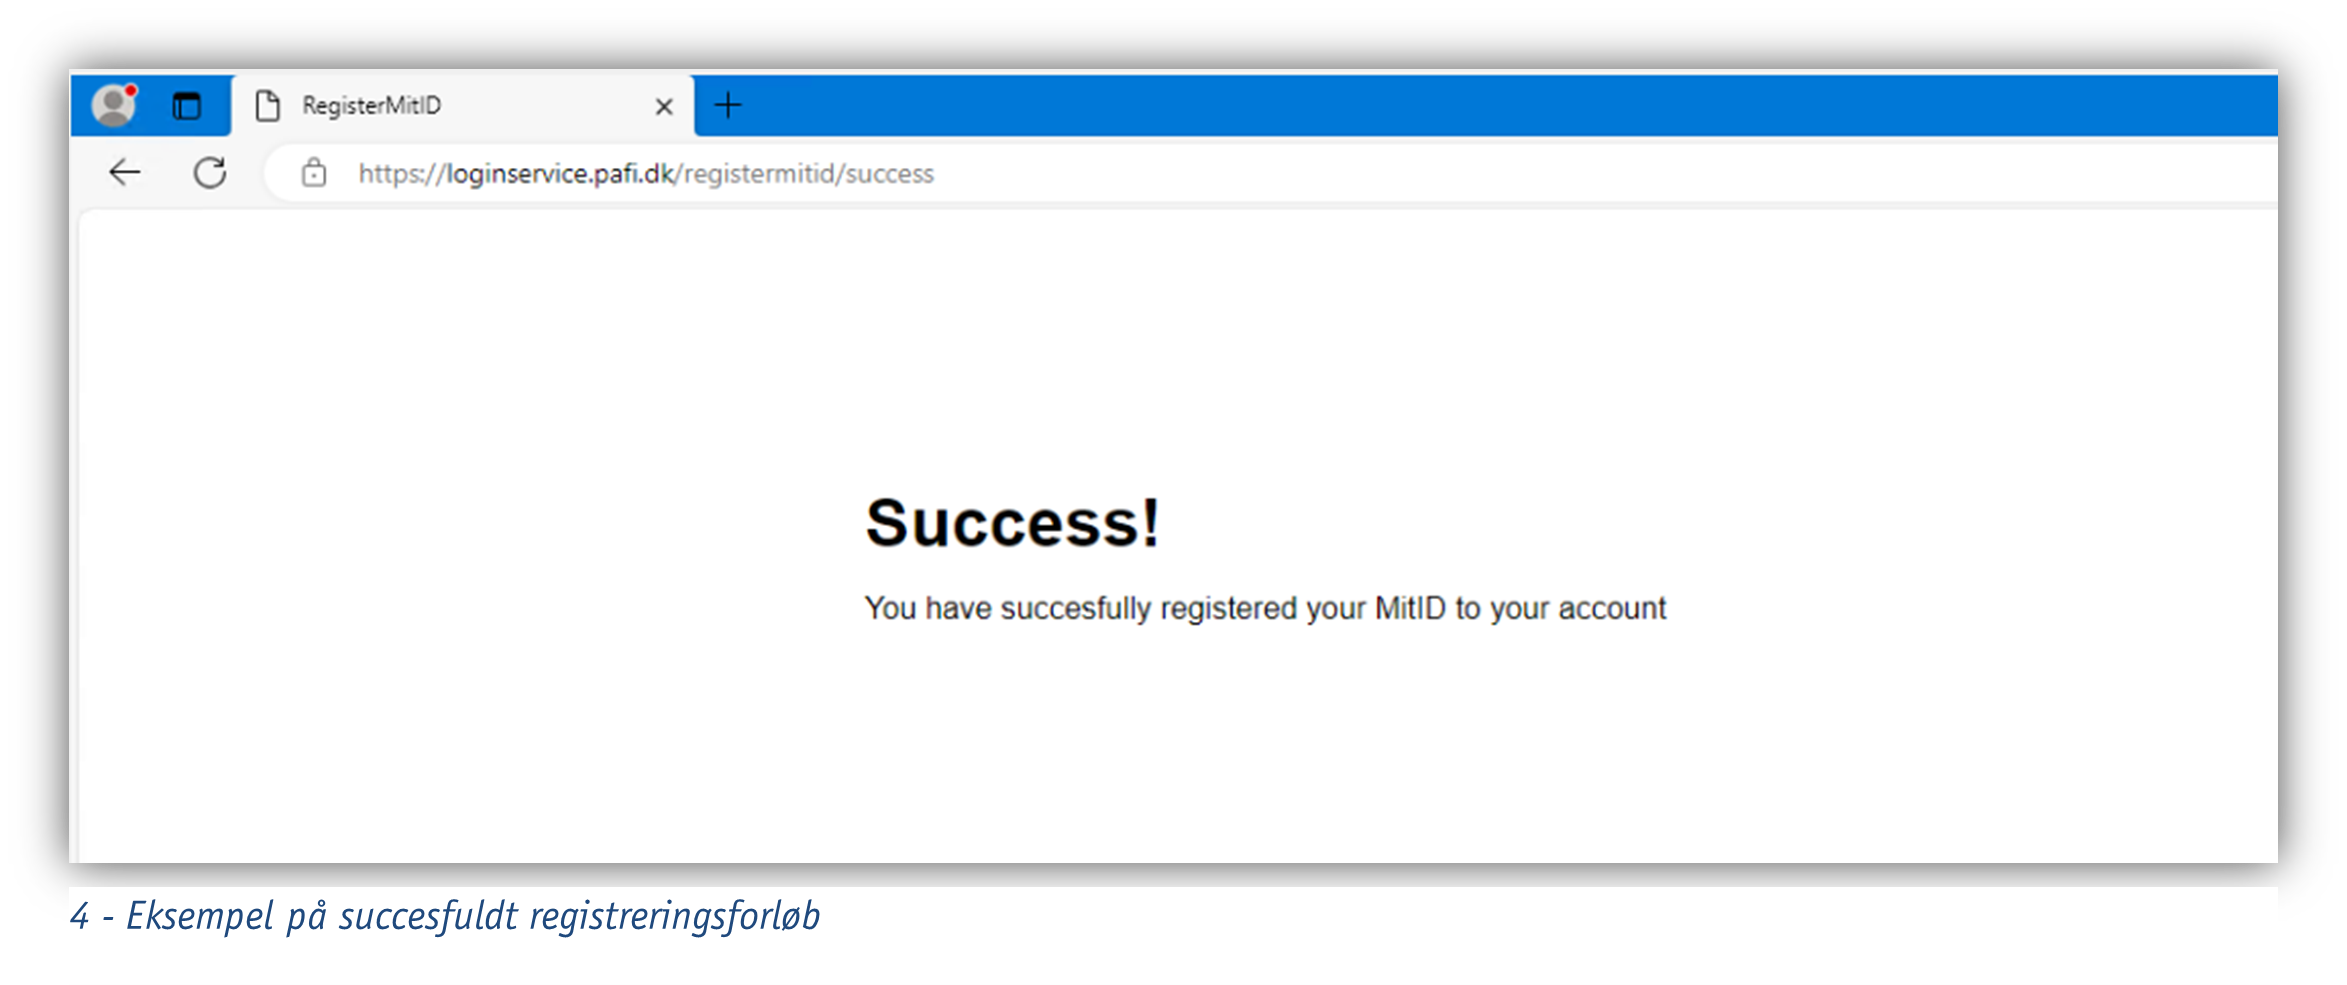 RegisterMitID
https://loginservice.pafi.dk/registermitid/success
Success!
You have succesfully registered your MitID to your account
4 - Eksempel på succesfuldt registreringsforløb